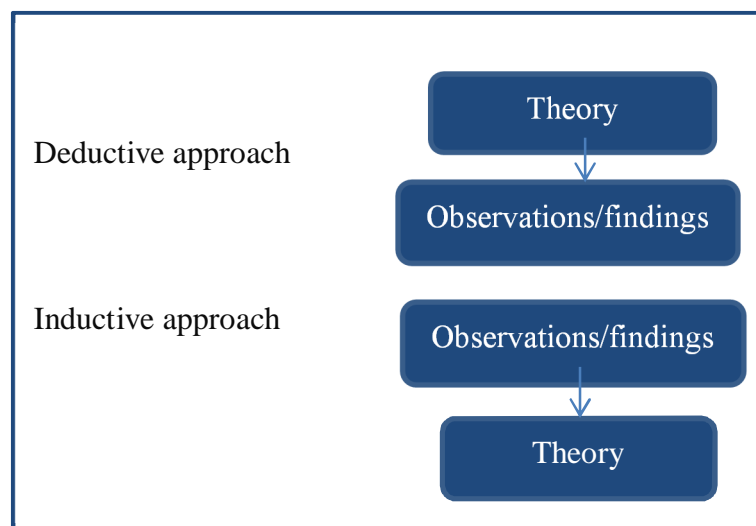 Theory
Deductive approach
Observations/findings
Inductive approach
Observations/findings
Theory